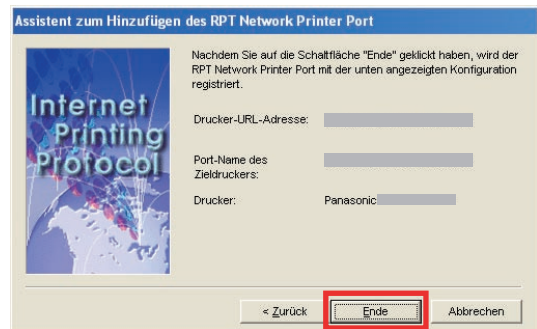 Assistent zum Hinzufügen des RPT Network Printer Port
Internet
Printing
Protocol
Nachdem Sie auf die Schaltfläche "Ende" geklickt haben, wird der
RPT Network Printer Port mit der unten angezeigten Konfiguration
registriert.
Drucker-URL-Adresse:
Port-Name des
Zieldruckers:
Drucker: Panasonic
< Zurück Ende Abbrechen